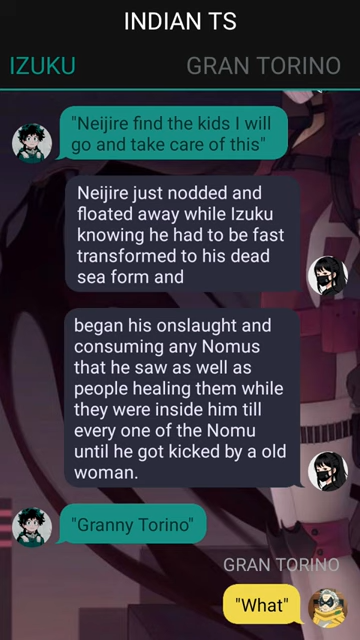 INDIAN TS
IZUKU
GRAN TORINO
"Neijire find the kids I will
go and take care of this"
Neijire just nodded and
floated away while Izuku
knowing he had to be fast
transformed to his dead
sea form and
began his onslaught and
consuming any Nomus
that he saw as well as
people healing them while
they were inside him till
every one of the Nomu
until he got kicked by a old
woman.
"Granny Torino"
GRAN TORINO
"What"